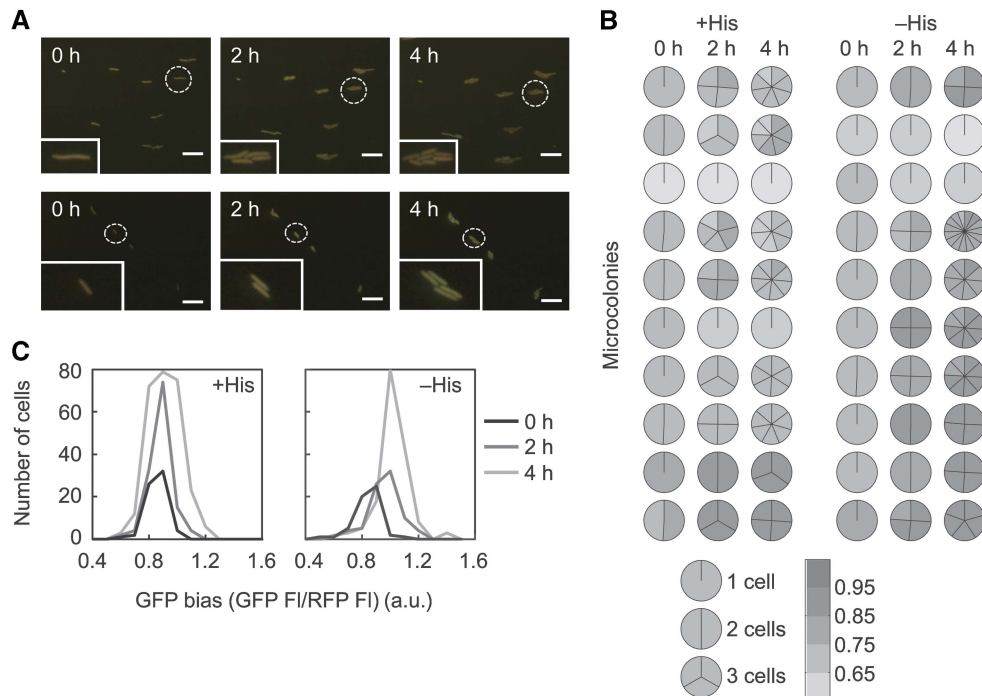 A
0 h
2 h
4 h
0 h
2 h
4 h
B
+His
–His
0 h 2 h 4 h
0 h 2 h 4 h
Microcolonies
1 cell
2 cells
3 cells
0.95
0.85
0.75
0.65
C
Number of cells
80
60
40
20
0
+His
–His
0 h
2 h
4 h
0.4 0.8 1.2 1.6
0.4 0.8 1.2 1.6
GFP bias (GFP Fl/RFP Fl) (a.u.)